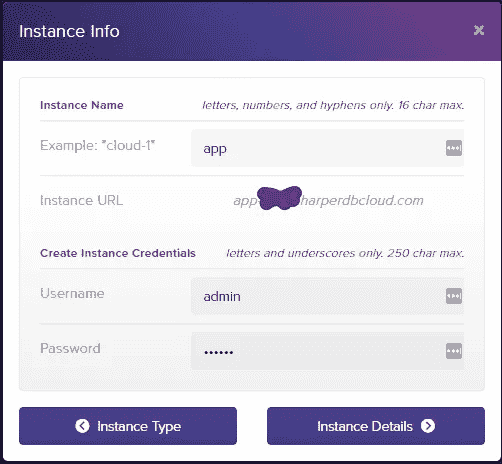 Instance Info
Instance Name letters, numbers, and hyphens only. 16 char max.
Example: "cloud-1" app
Instance URL app- harperdbcloud.com
Create Instance Credentials letters and underscores only. 250 char max.
Username admin
Password ••••••
Instance Type Instance Details